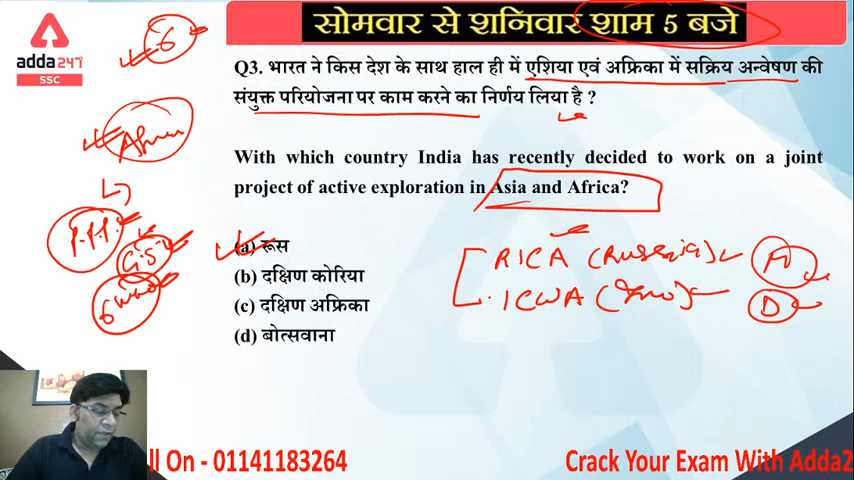 सोमवार से शनिवार शाम 5 बजे
6
adda247
SSC
Q3. भारत ने किस देश के साथ हाल ही में एशिया एवं अफ्रिका में सक्रिय अन्वेषण की
संयुक्त परियोजना पर काम करने का निर्णय लिया है ?
With which country India has recently decided to work on a joint
project of active exploration in Asia and Africa?
P.P.P.
(a) रूस
(b) दक्षिण कोरिया
(c) दक्षिण अफ्रिका
(d) बोत्सवाना
RICA (Russia)
ICWA
D
ll On - 01141183264
Crack Your Exam With Adda2